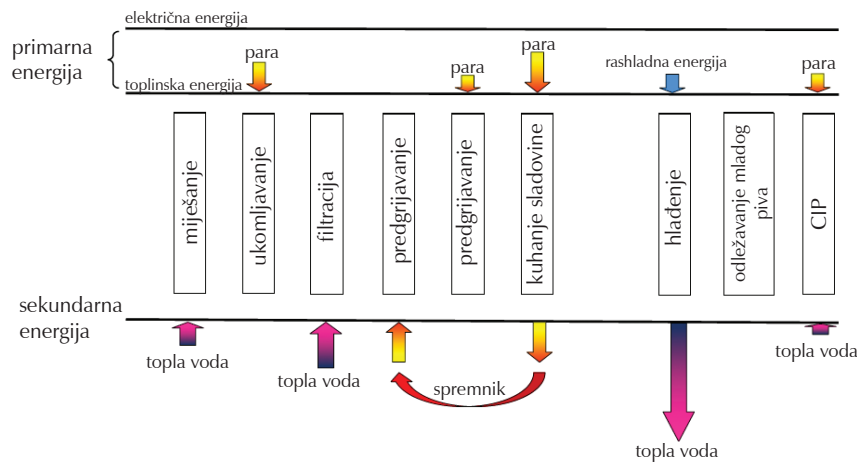 električna energija
primarna
energija
para
para
para
rashladna energija
para
toplinska energija
miješanje
ukomljavanje
filtracija
predgrijavanje
predgrijavanje
kuhanje sladovine
hlađenje
odležavanje mladog
piva
CIP
sekundarna
energija
topla voda
topla voda
spremnik
topla voda
topla voda